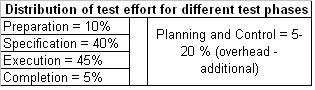 Distribution of test effort for different test phases
Preparation = 10%
Specification = 40%
Execution = 45%
Completion = 5%
Planning and Control = 5-
20 % (overhead -
additional)